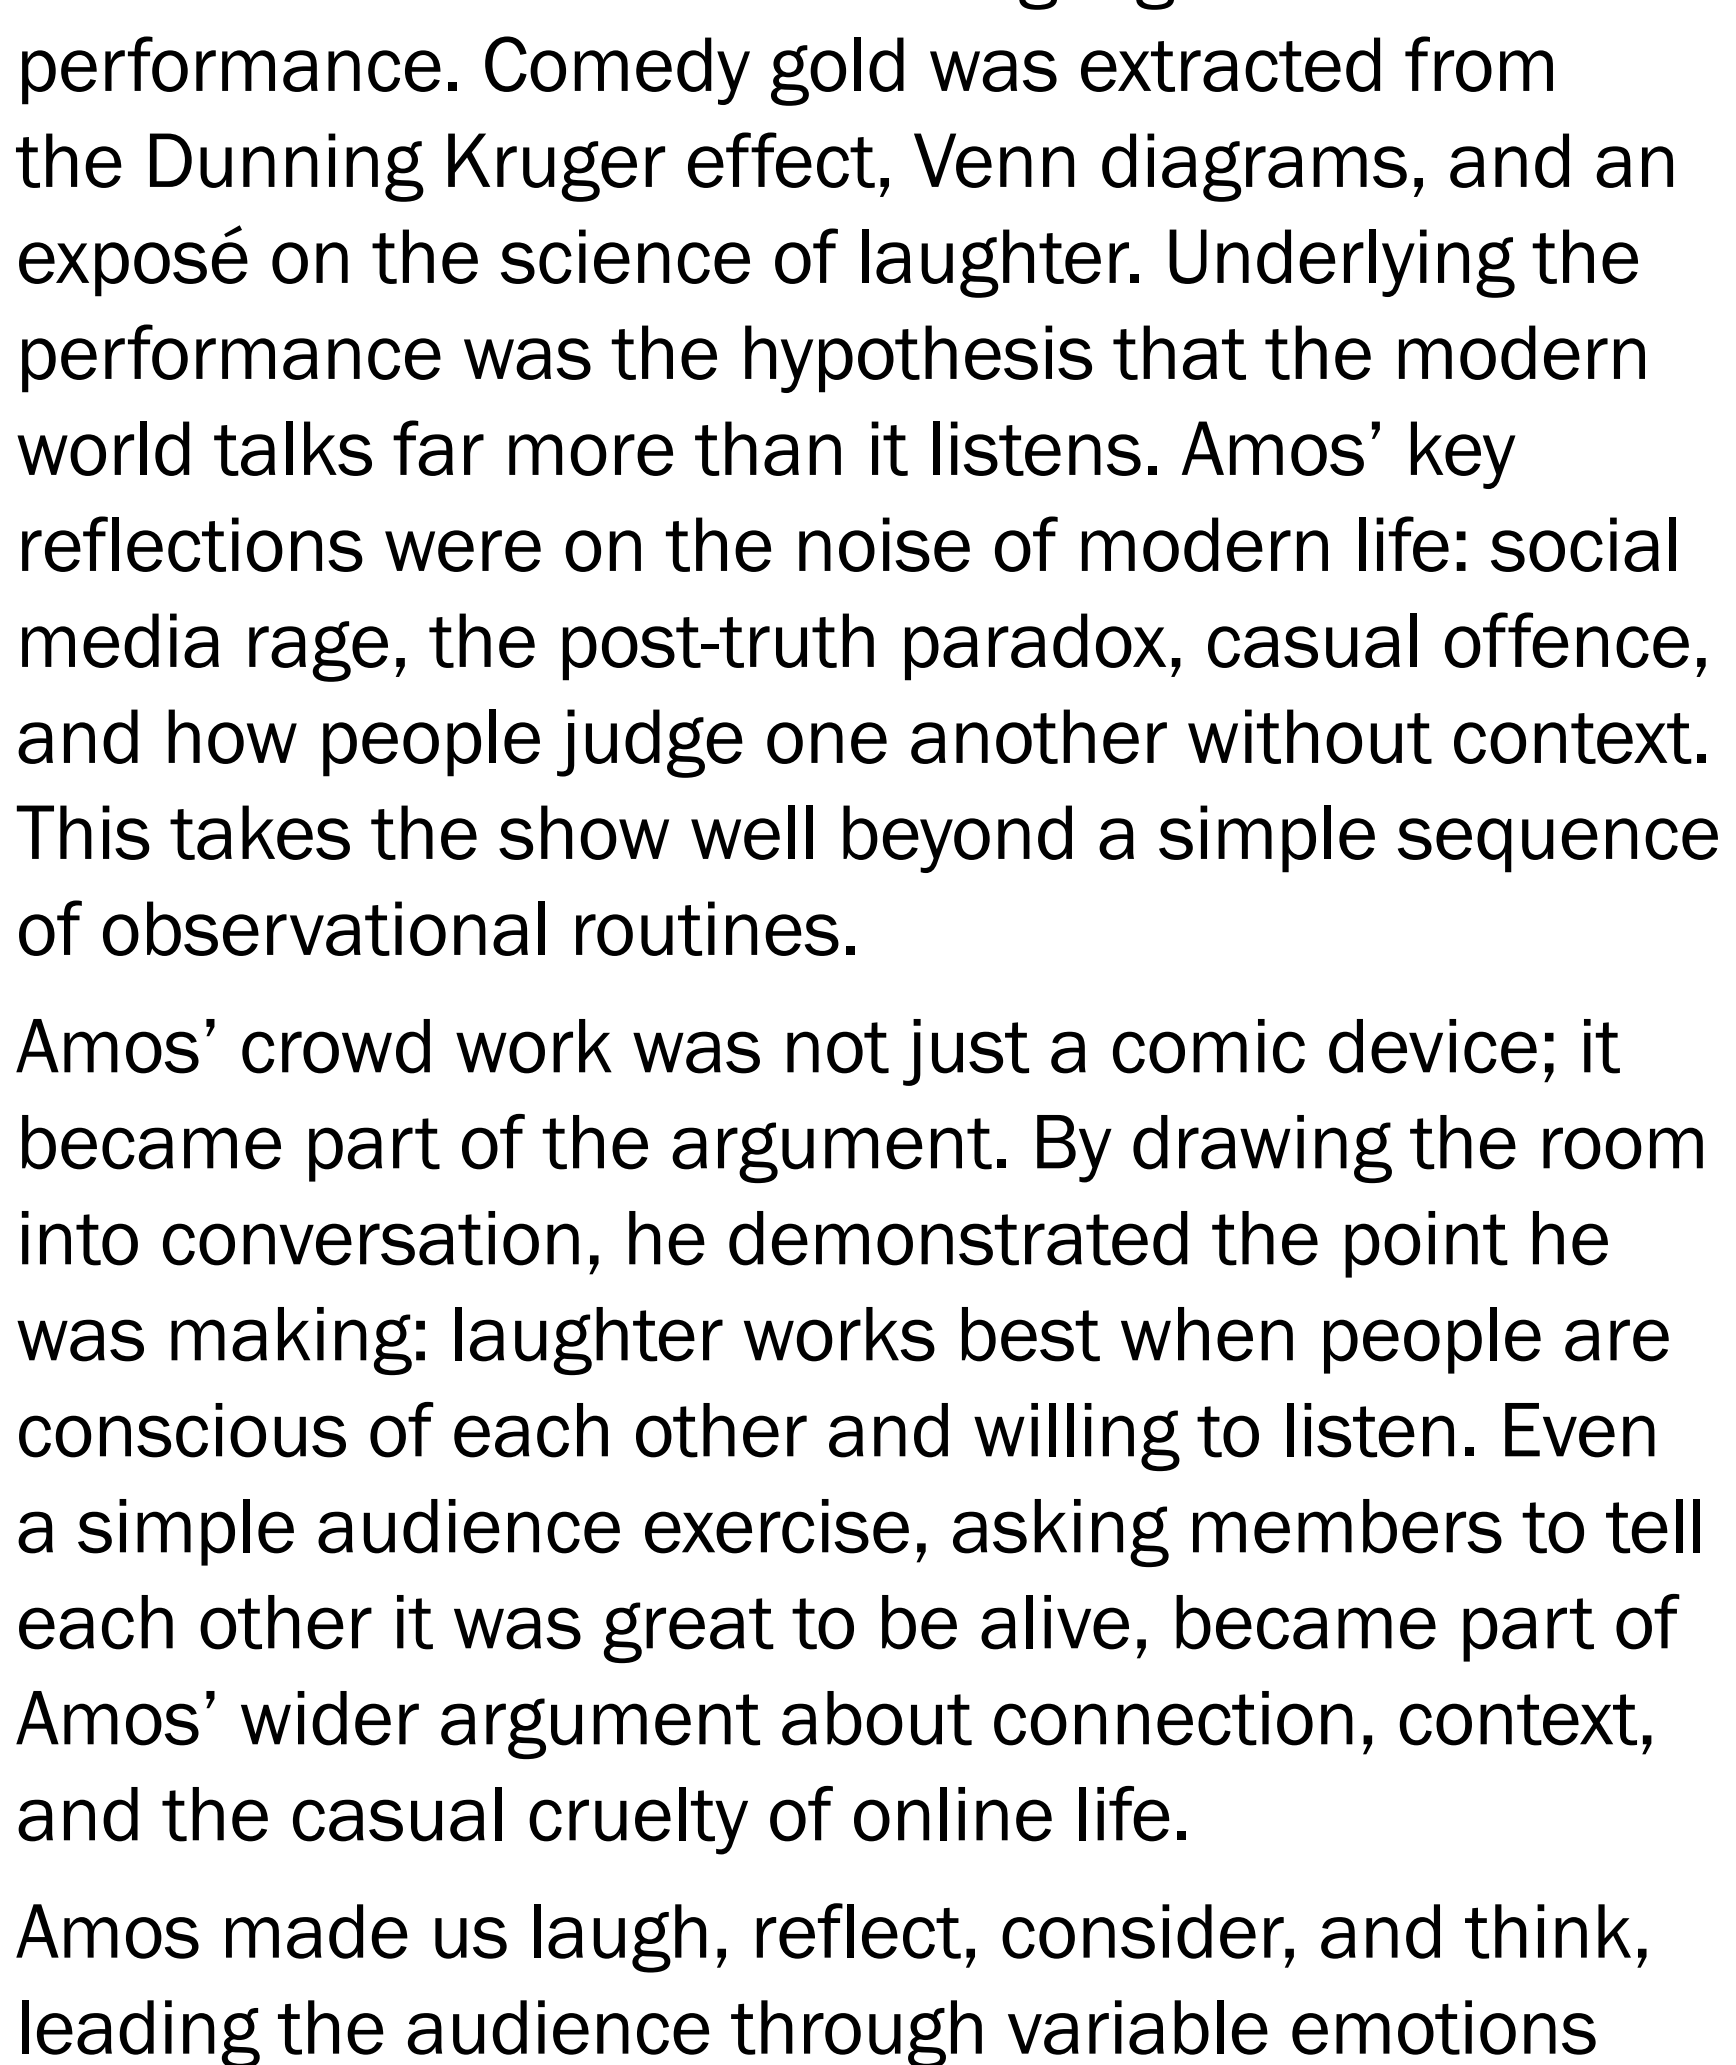 performance. Comedy gold was extracted from
the Dunning Kruger effect, Venn diagrams, and an
exposé on the science of laughter. Underlying the
performance was the hypothesis that the modern
world talks far more than it listens. Amos’ key
reflections were on the noise of modern life: social
media rage, the post-truth paradox, casual offence,
and how people judge one another without context.
This takes the show well beyond a simple sequence
of observational routines.
Amos’ crowd work was not just a comic device; it
became part of the argument. By drawing the room
into conversation, he demonstrated the point he
was making: laughter works best when people are
conscious of each other and willing to listen. Even
a simple audience exercise, asking members to tell
each other it was great to be alive, became part of
Amos’ wider argument about connection, context,
and the casual cruelty of online life.
Amos made us laugh, reflect, consider, and think,
leading the audience through variable emotions